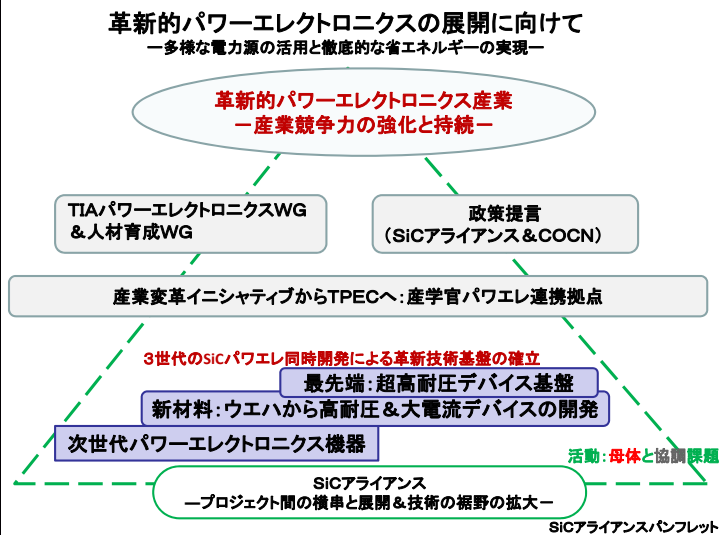 革新的パワーエレクトロニクスの展開に向けて
ー多様な電力源の活用と徹底的な省エネルギーの実現ー
革新的パワーエレクトロニクス産業
－産業競争力の強化と持続－
TIAパワーエレクトロニクスWG
＆人材育成WG
政策提言
（SiCアライアンス＆COCN）
産業変革イニシャティブからTPECへ：産学官パワエレ連携拠点
３世代のSiCパワエレ同時開発による革新技術基盤の確立
最先端：超高耐圧デバイス基盤
新材料：ウエハから高耐圧＆大電流デバイスの開発
次世代パワーエレクトロニクス機器
活動：母体と協調課題
SiCアライアンス
―プロジェクト間の横串と展開＆技術の裾野の拡大－
SiCアライアンスパンフレット